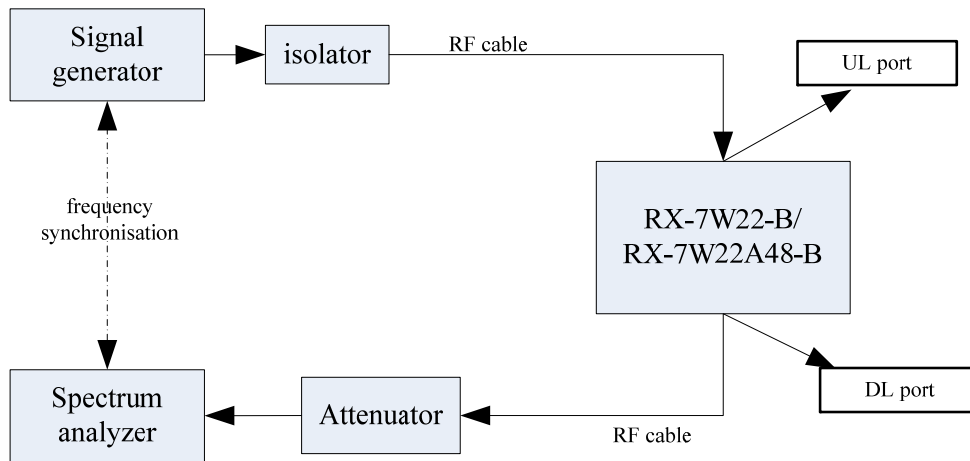 Signal
generator
isolator
RF cable
UL port
frequency
synchronisation
RX-7W22-B/
RX-7W22A48-B
Spectrum
analyzer
Attenuator
RF cable
DL port